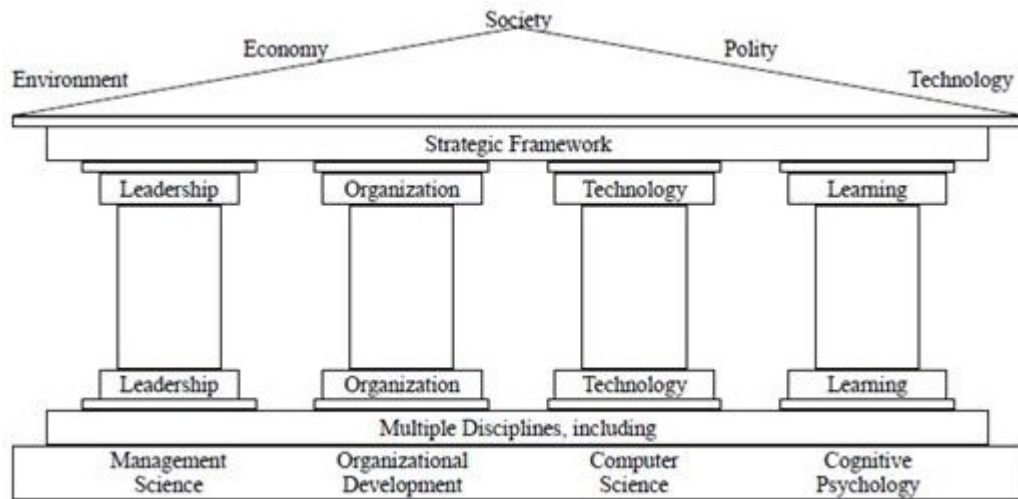 Society
Economy Polity
Environment Technology
Strategic Framework
Leadership Organization Technology Learning
Leadership Organization Technology Learning
Multiple Disciplines, including
Management Organizational Computer Cognitive
Science Development Science Psychology